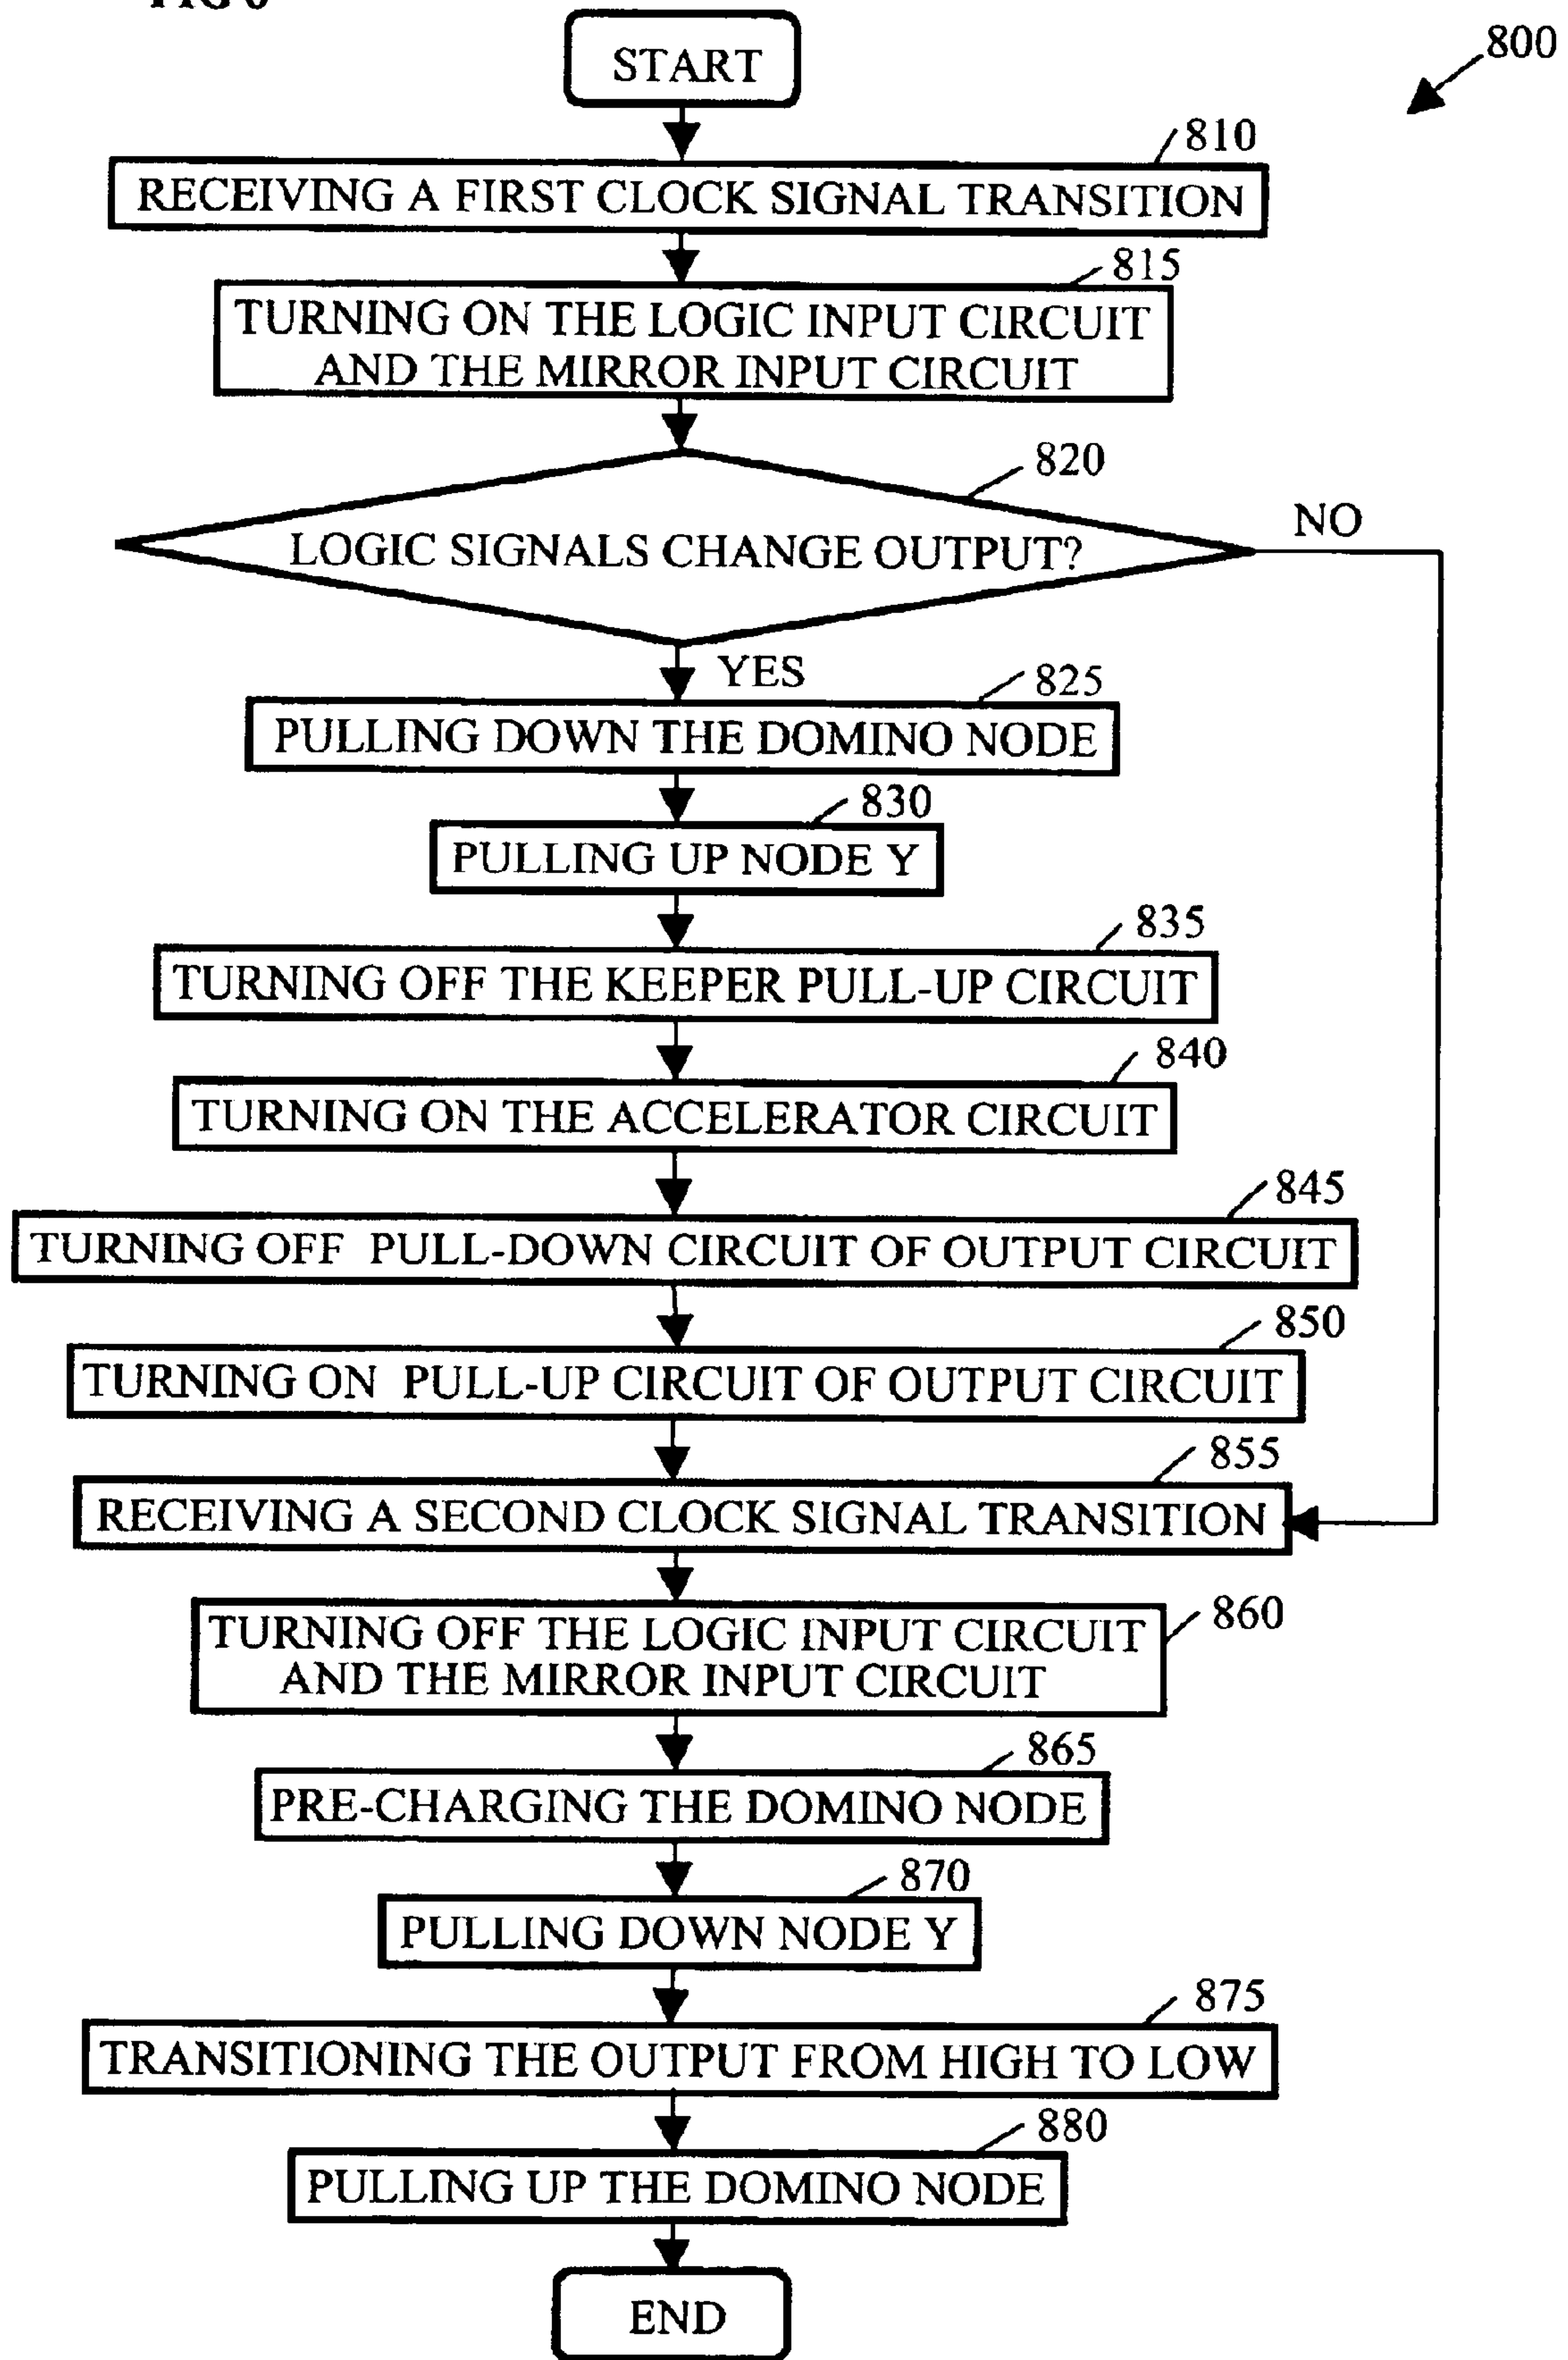 START
800
810
RECEIVING A FIRST CLOCK SIGNAL TRANSITION
815
TURNING ON THE LOGIC INPUT CIRCUIT
AND THE MIRROR INPUT CIRCUIT
820
LOGIC SIGNALS CHANGE OUTPUT?
NO
YES
825
PULLING DOWN THE DOMINO NODE
830
PULLING UP NODE Y
835
TURNING OFF THE KEEPER PULL-UP CIRCUIT
840
TURNING ON THE ACCELERATOR CIRCUIT
845
TURNING OFF PULL-DOWN CIRCUIT OF OUTPUT CIRCUIT
850
TURNING ON PULL-UP CIRCUIT OF OUTPUT CIRCUIT
855
RECEIVING A SECOND CLOCK SIGNAL TRANSITION
860
TURNING OFF THE LOGIC INPUT CIRCUIT
AND THE MIRROR INPUT CIRCUIT
865
PRE-CHARGING THE DOMINO NODE
870
PULLING DOWN NODE Y
875
TRANSITIONING THE OUTPUT FROM HIGH TO LOW
880
PULLING UP THE DOMINO NODE
END